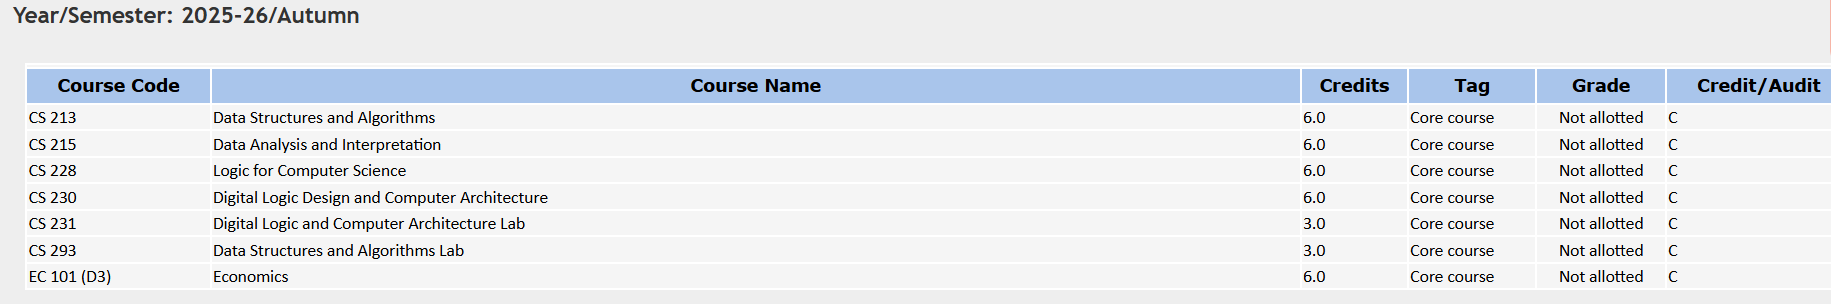 Year/Semester: 2025-26/Autumn
Course Code Course Name Credits Tag Grade Credit/Audit
CS 213 Data Structures and Algorithms 6.0 Core course Not allotted C
CS 215 Data Analysis and Interpretation 6.0 Core course Not allotted C
CS 228 Logic for Computer Science 6.0 Core course Not allotted C
CS 230 Digital Logic Design and Computer Architecture 6.0 Core course Not allotted C
CS 231 Digital Logic and Computer Architecture Lab 3.0 Core course Not allotted C
CS 293 Data Structures and Algorithms Lab 3.0 Core course Not allotted C
EC 101 (D3) Economics 6.0 Core course Not allotted C